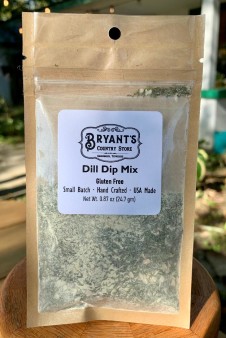 BRYANT'S
COUNTRY STORE
Dill Dip Mix
Gluten Free
Small Batch - Hand Crafted - USA Made
Net Wt. 0.87 oz (24.7 gm)